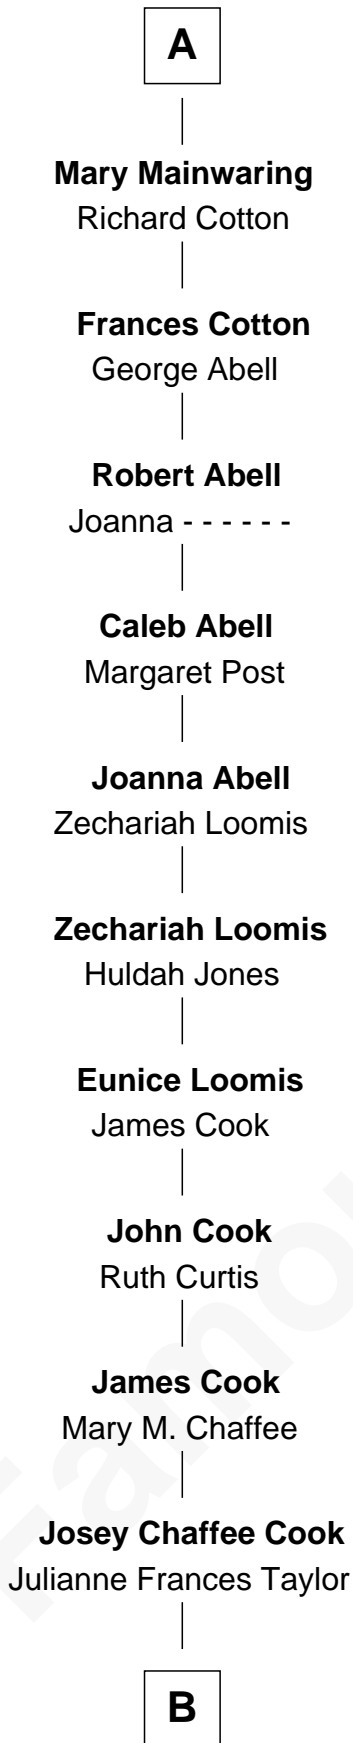 A
Mary Mainwaring
Richard Cotton
Frances Cotton
George Abell
Robert Abell
Joanna - - - - - -
Caleb Abell
Margaret Post
Joanna Abell
Zechariah Loomis
Zechariah Loomis
Huldah Jones
Eunice Loomis
James Cook
John Cook
Ruth Curtis
James Cook
Mary M. Chaffee
Josey Chaffee Cook
Julianne Frances Taylor
B
Famo